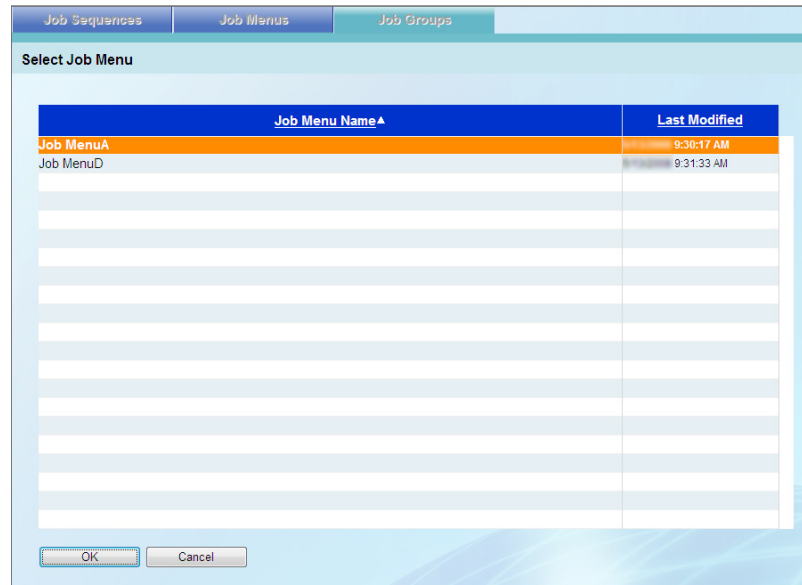 Job Sequences Job Menus Job Groups
Select Job Menu
Job Menu Name▲ Last Modified
Job MenuA 9:30:17 AM
Job MenuD 9:31:33 AM
OK Cancel